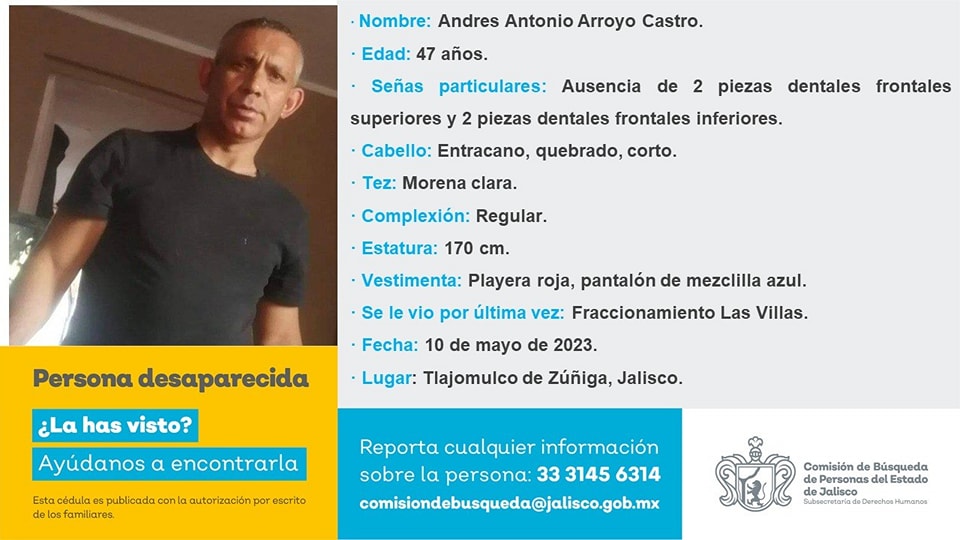 · Nombre: Andres Antonio Arroyo Castro.
· Edad: 47 años.
· Señas particulares: Ausencia de 2 piezas dentales frontales
superiores y 2 piezas dentales frontales inferiores.
· Cabello: Entracano, quebrado, corto.
· Tez: Morena clara.
· Complexión: Regular.
· Estatura: 170 cm.
· Vestimenta: Playera roja, pantalón de mezclilla azul.
· Se le vio por última vez: Fraccionamiento Las Villas.
· Fecha: 10 de mayo de 2023.
· Lugar: Tlajomulco de Zúñiga, Jalisco.
Persona desaparecida
¿La has visto?
Ayúdanos a encontrarla
Esta cédula es publicada con la autorización por escrito
de los familiares.
Reporta cualquier información
sobre la persona: 33 3145 6314
comisiondebusqueda@jalisco.gob.mx
Comisión de Búsqueda
de Personas del Estado
de Jalisco
Subsecretaría de Derechos Humanos